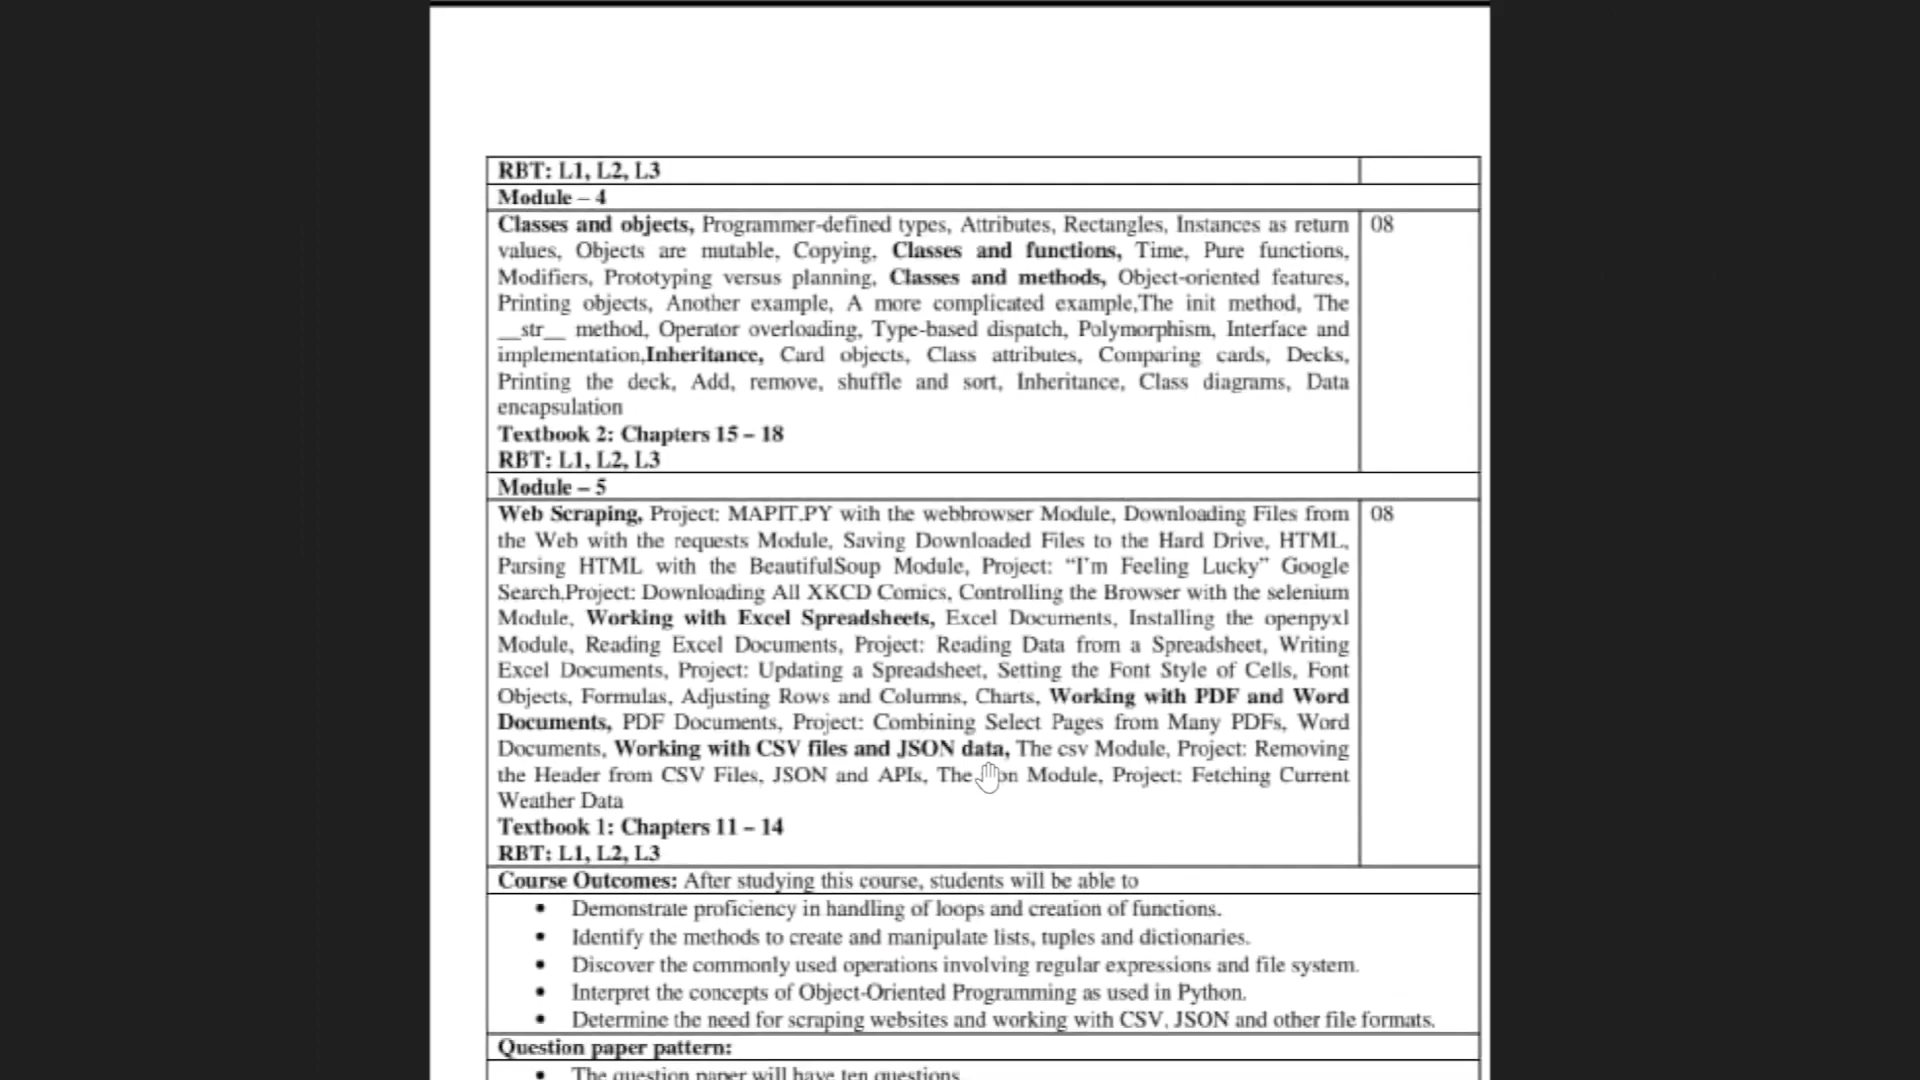 RBT: L1, L2, L3
Module – 4
Classes and objects, Programmer-defined types, Attributes, Rectangles, Instances as return 08
values, Objects are mutable, Copying, Classes and functions, Time, Pure functions,
Modifiers, Prototyping versus planning, Classes and methods, Object-oriented features,
Printing objects, Another example, A more complicated example,The init method, The
__str__ method, Operator overloading, Type-based dispatch, Polymorphism, Interface and
implementation,Inheritance, Card objects, Class attributes, Comparing cards, Decks,
Printing the deck, Add, remove, shuffle and sort, Inheritance, Class diagrams, Data
encapsulation
Textbook 2: Chapters 15 – 18
RBT: L1, L2, L3
Module – 5
Web Scraping, Project: MAPIT.PY with the webbrowser Module, Downloading Files from 08
the Web with the requests Module, Saving Downloaded Files to the Hard Drive, HTML,
Parsing HTML with the BeautifulSoup Module, Project: “I’m Feeling Lucky” Google
Search,Project: Downloading All XKCD Comics, Controlling the Browser with the selenium
Module, Working with Excel Spreadsheets, Excel Documents, Installing the openpyxl
Module, Reading Excel Documents, Project: Reading Data from a Spreadsheet, Writing
Excel Documents, Project: Updating a Spreadsheet, Setting the Font Style of Cells, Font
Objects, Formulas, Adjusting Rows and Columns, Charts, Working with PDF and Word
Documents, PDF Documents, Project: Combining Select Pages from Many PDFs, Word
Documents, Working with CSV files and JSON data, The csv Module, Project: Removing
the Header from CSV Files, JSON and APIs, The Module, Project: Fetching Current
Weather Data
Textbook 1: Chapters 11 – 14
RBT: L1, L2, L3
Course Outcomes: After studying this course, students will be able to
• Demonstrate proficiency in handling of loops and creation of functions.
• Identify the methods to create and manipulate lists, tuples and dictionaries.
• Discover the commonly used operations involving regular expressions and file system.
• Interpret the concepts of Object-Oriented Programming as used in Python.
• Determine the need for scraping websites and working with CSV, JSON and other file formats.
Question paper pattern:
• The question paper will have ten questions.